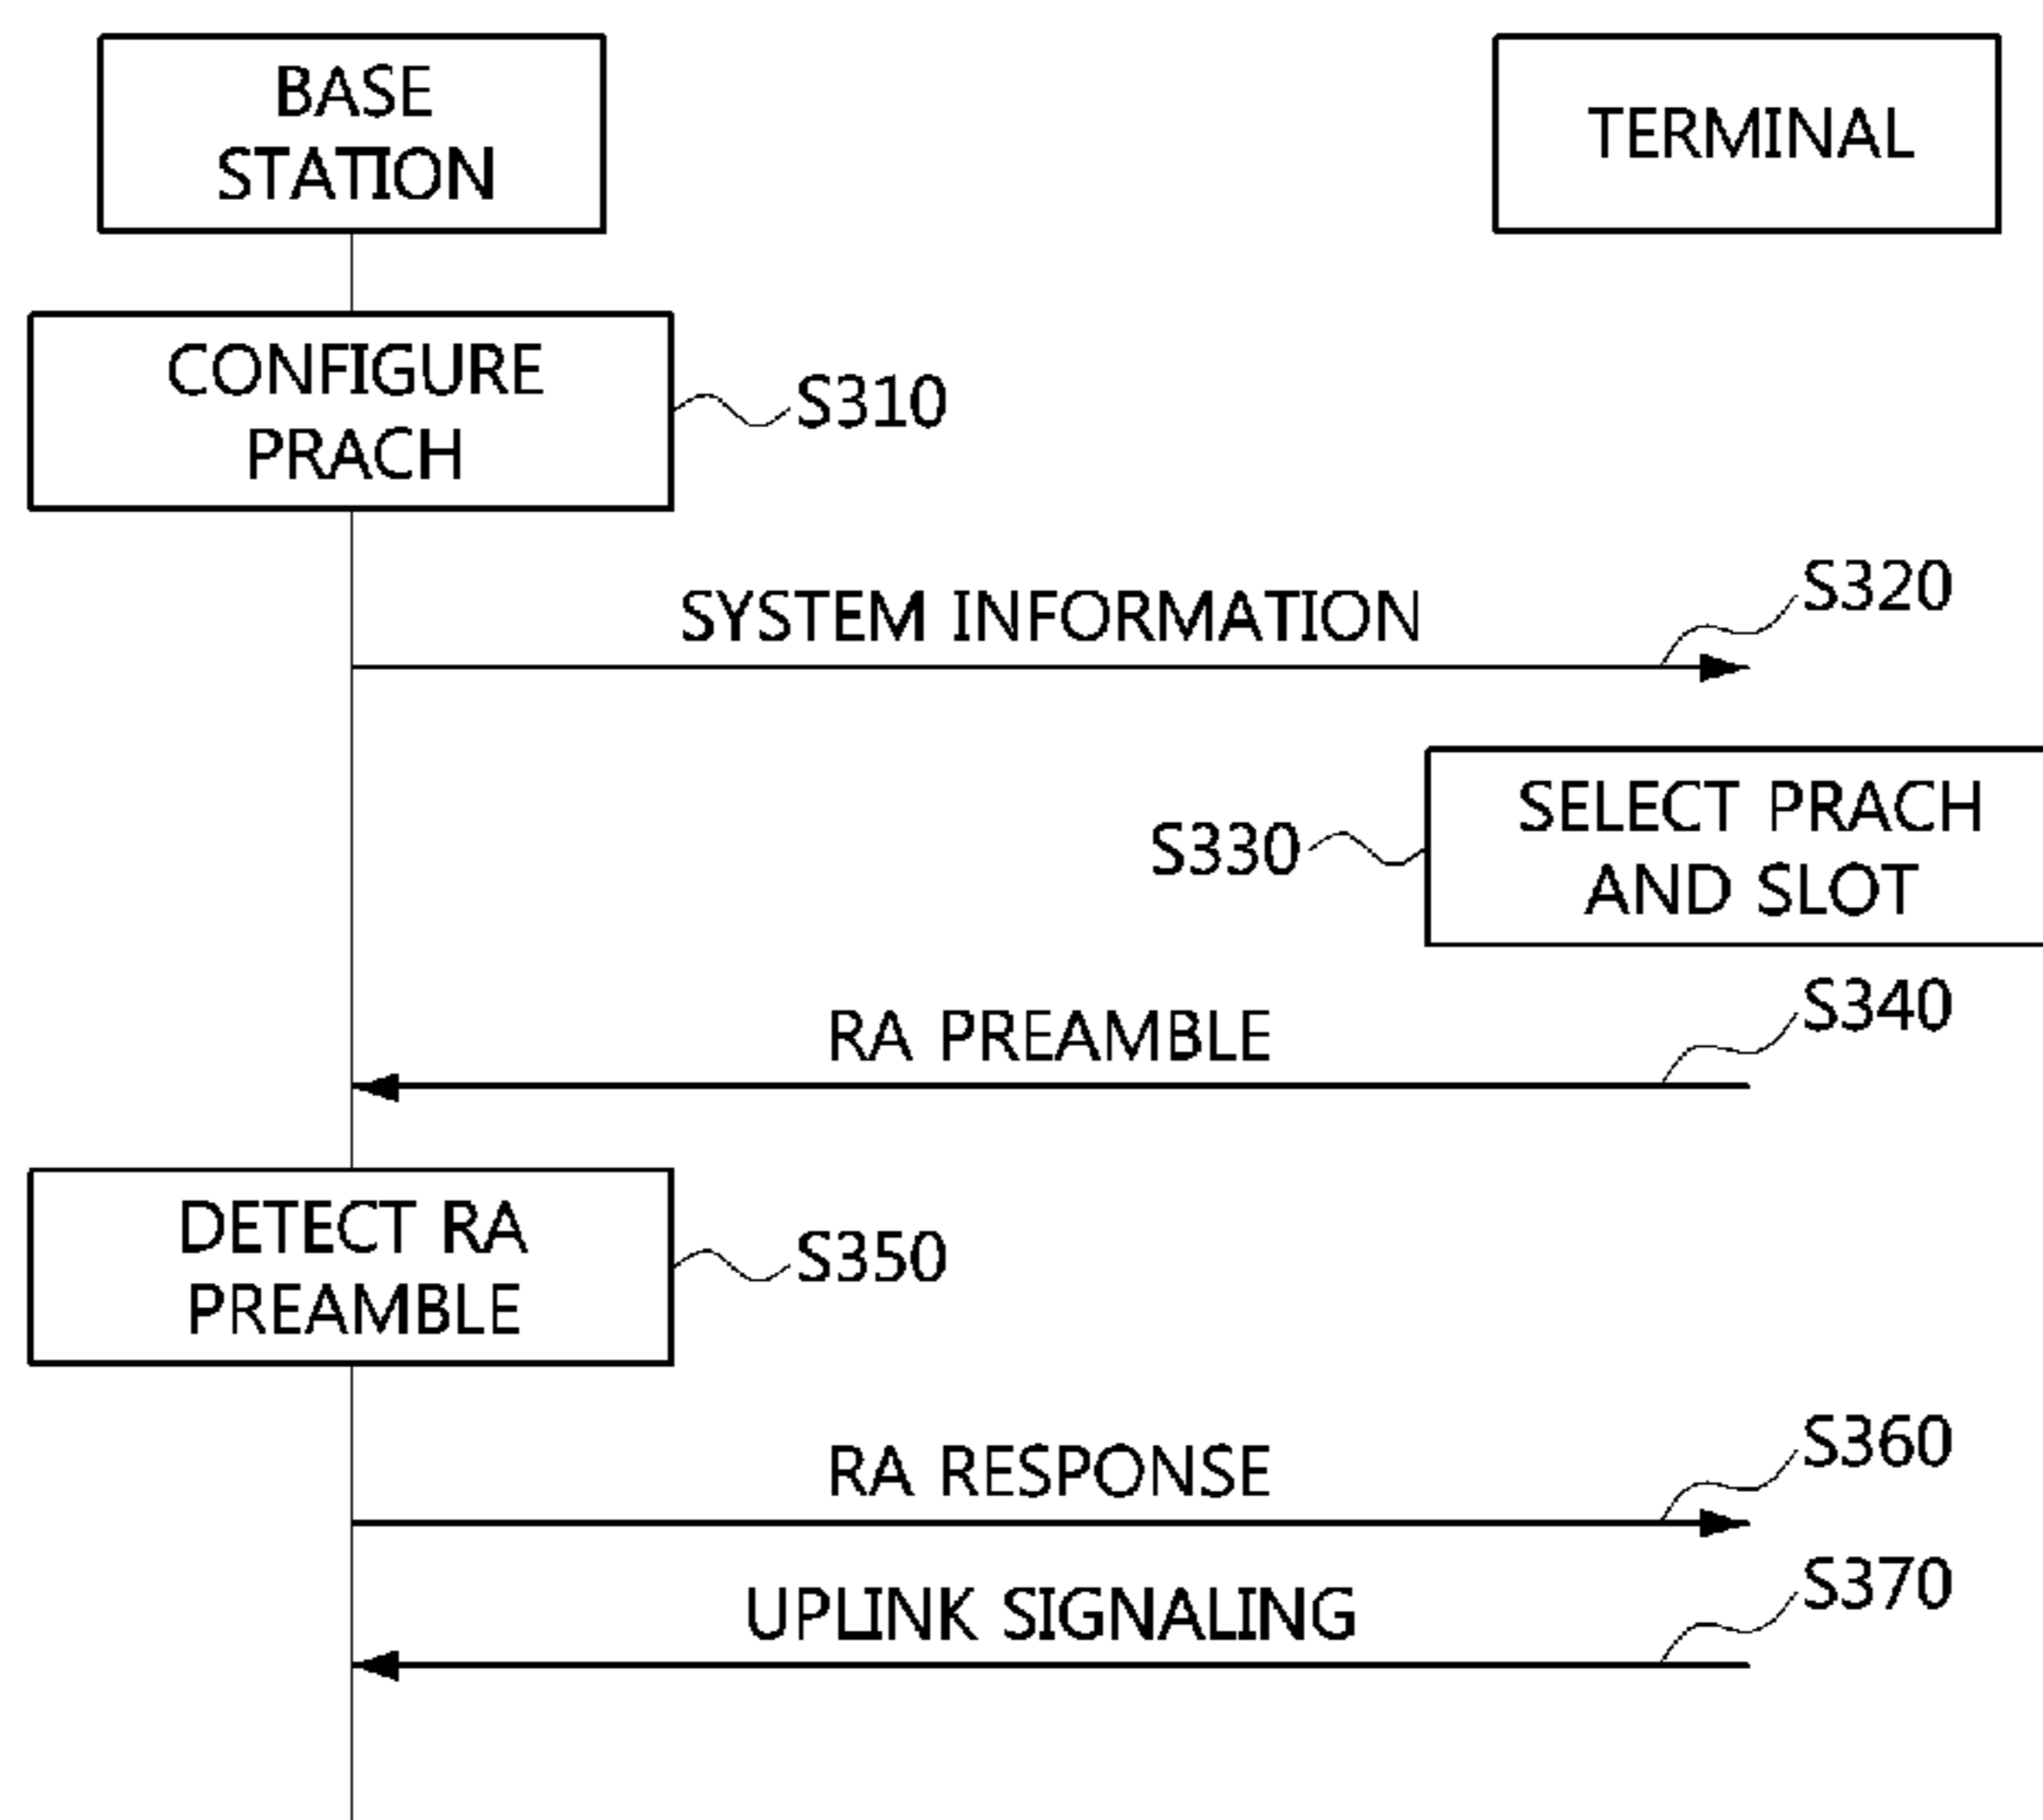 BASE
STATION
TERMINAL
CONFIGURE
PRACH
S310
SYSTEM INFORMATION
S320
SELECT PRACH
AND SLOT
S330
RA PREAMBLE
S340
DETECT RA
PREAMBLE
S350
RA RESPONSE
S360
UPLINK SIGNALING
S370